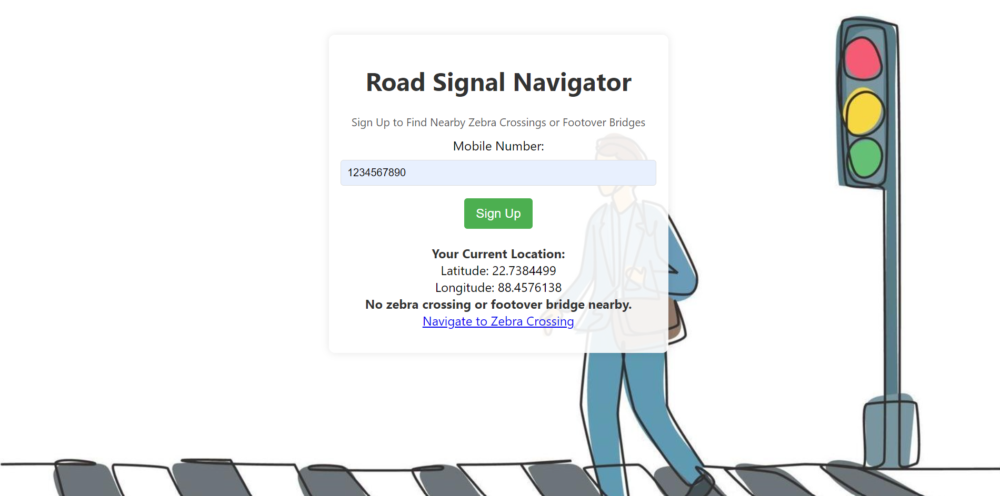 Road Signal Navigator
Sign Up to Find Nearby Zebra Crossings or Footover Bridges
Mobile Number:
1234567890
Sign Up
Your Current Location:
Latitude: 22.7384499
Longitude: 88.4576138
No zebra crossing or footover bridge nearby.
Navigate to Zebra Crossing